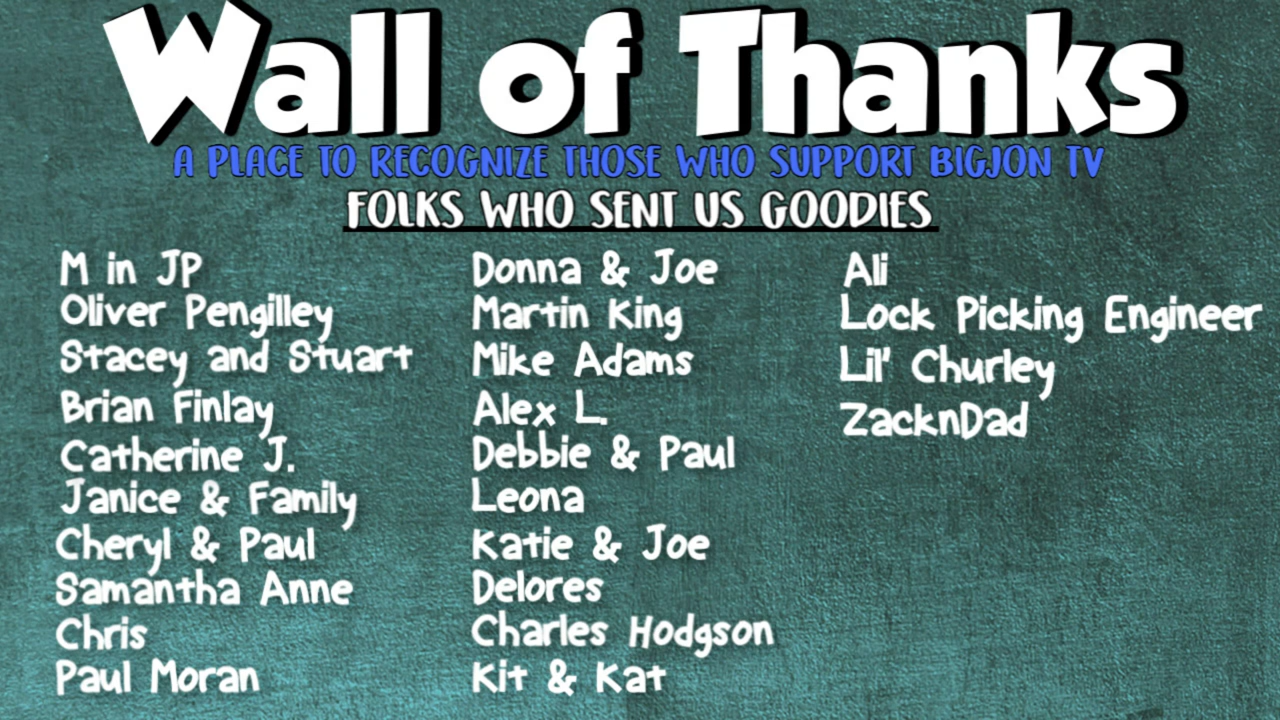 Wall of Thanks
A PLACE TO RECOGNIZE THOSE WHO SUPPORT BIGJON TV
FOLKS WHO SENT US GOODIES
M in JP
Oliver Pengilley
Stacey and Stuart
Brian Finlay
Catherine J.
Janice & Family
Cheryl & Paul
Samantha Anne
Chris
Paul Moran
Donna & Joe
Martin King
Mike Adams
Alex L.
Debbie & Paul
Leona
Katie & Joe
Delores
Charles Hodgson
Kit & Kat
Ali
Lock Picking Engineer
Lil' Churley
ZacknDad